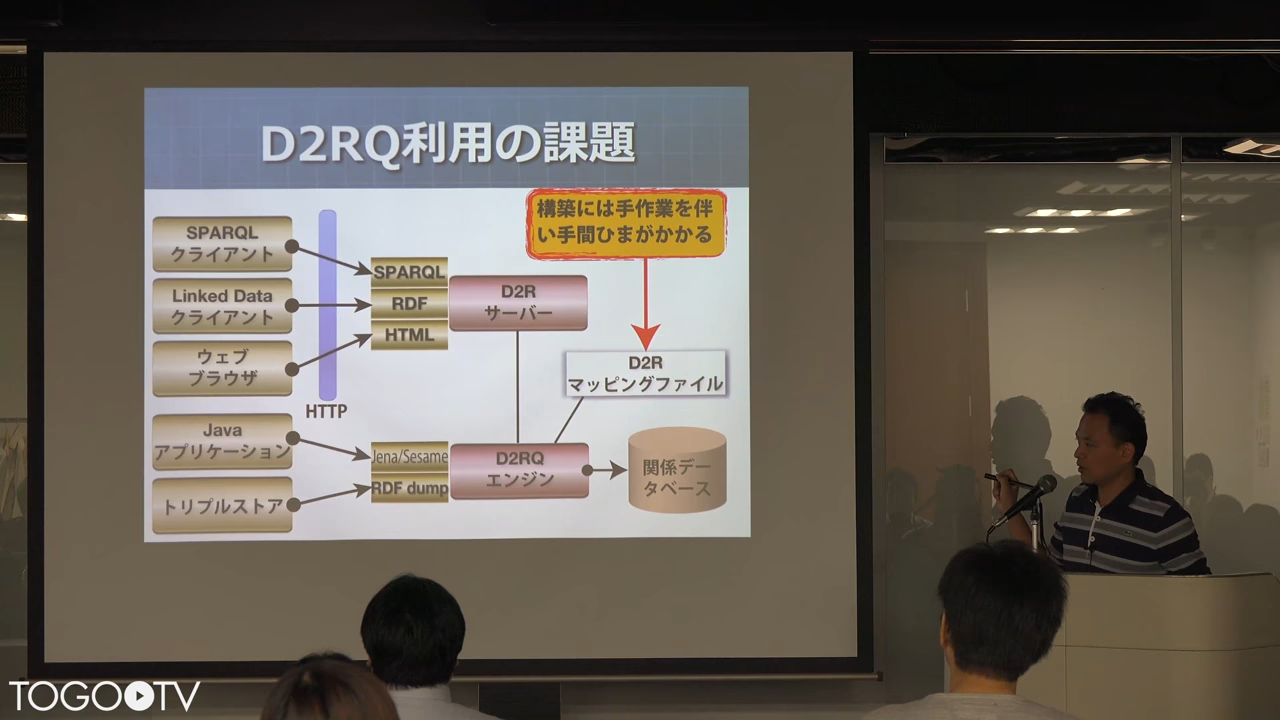 D2RQ利用の課題
構築には手作業を伴
い手間ひまがかかる
SPARQL
クライアント
Linked Data
クライアント
ウェブ
ブラウザ
HTTP
Java
アプリケーション
トリプルストア
SPARQL
RDF
HTML
D2R
サーバー
D2R
マッピングファイル
Jena/Sesame
RDF dump
D2RQ
エンジン
関係デー
タベース
TOGO TV